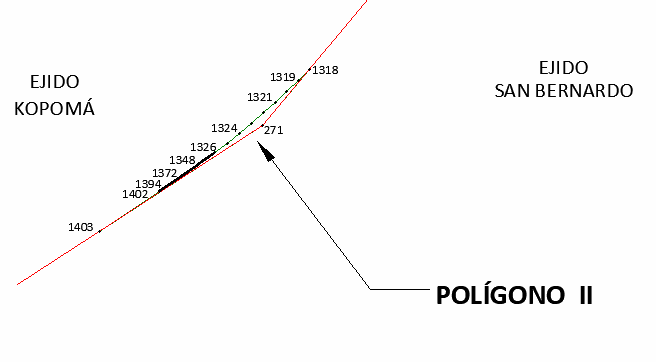 EJIDO
KOPOMÁ
EJIDO
SAN BERNARDO
1318
1319
1321
1324
271
1326
1348
1372
1394
1402
1403
POLÍGONO II